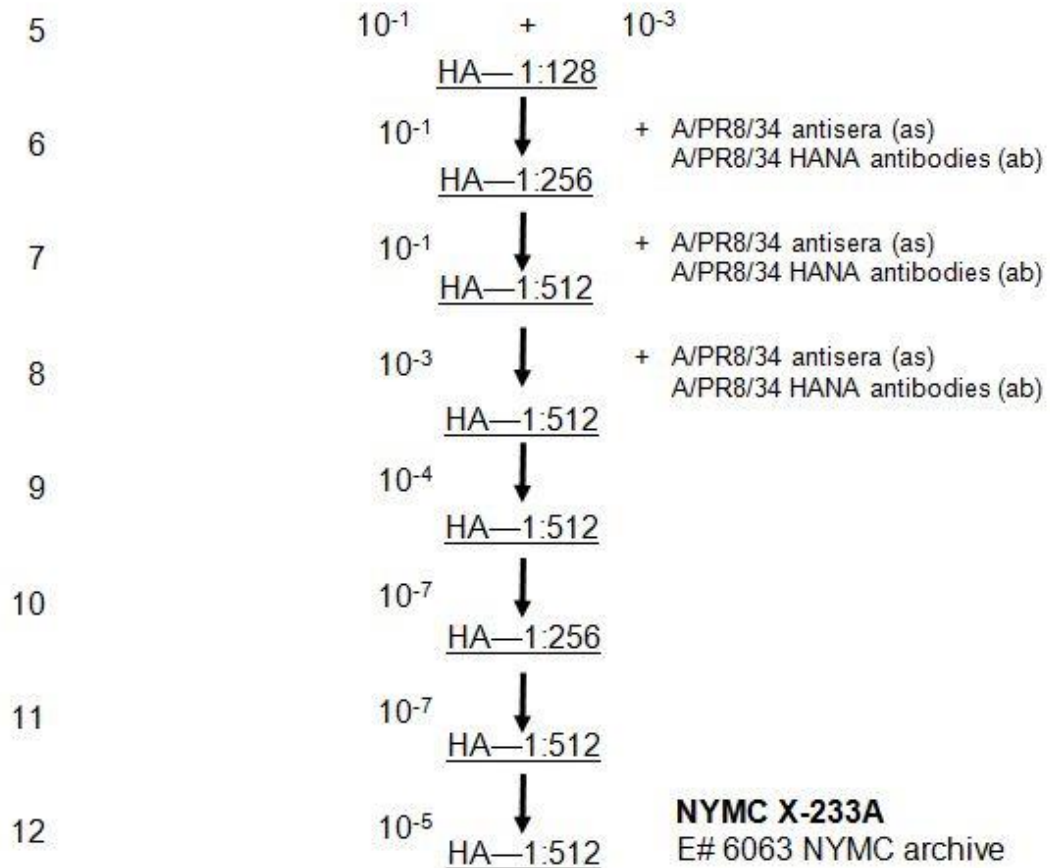 5 10⁻¹ + 10⁻³
HA—1:128
6 10⁻¹ + A/PR8/34 antisera (as)
A/PR8/34 HANA antibodies (ab)
HA—1:256
7 10⁻¹ + A/PR8/34 antisera (as)
A/PR8/34 HANA antibodies (ab)
HA—1:512
8 10⁻³ + A/PR8/34 antisera (as)
A/PR8/34 HANA antibodies (ab)
HA—1:512
9 10⁻⁴
HA—1:512
10 10⁻⁷
HA—1:256
11 10⁻⁷
HA—1:512
NYMC X-233A
12 10⁻⁵
HA—1:512 E# 6063 NYMC archive